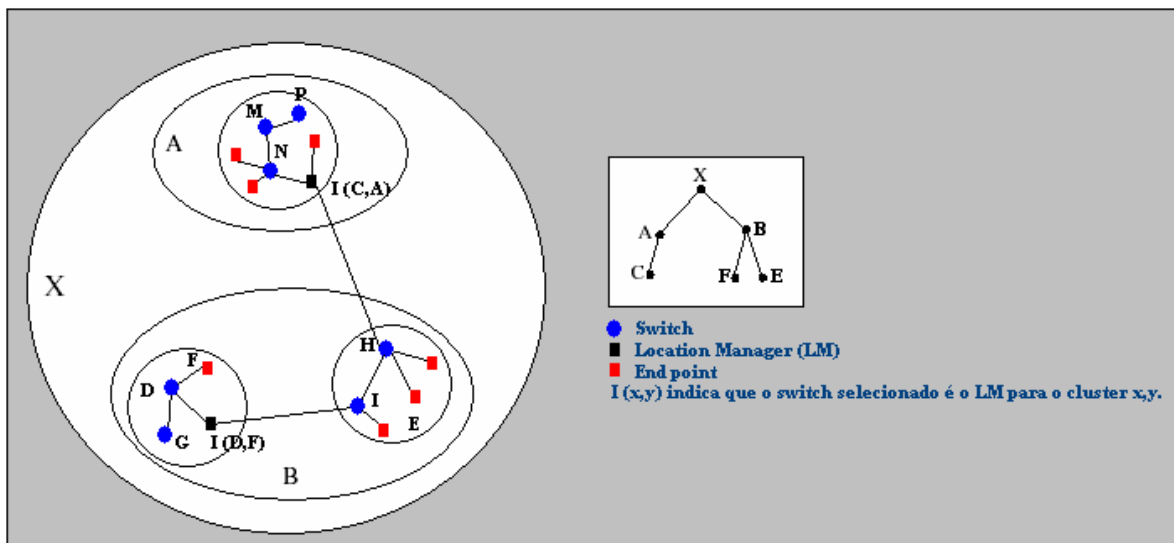 P
M
A
N
I (C,A)
X
H
F
D
I
E
G
I (D,F)
B
X
A
B
C
F
E
Switch
Location Manager (LM)
End point
I (x,y) indica que o switch selecionado é o LM para o cluster x,y.